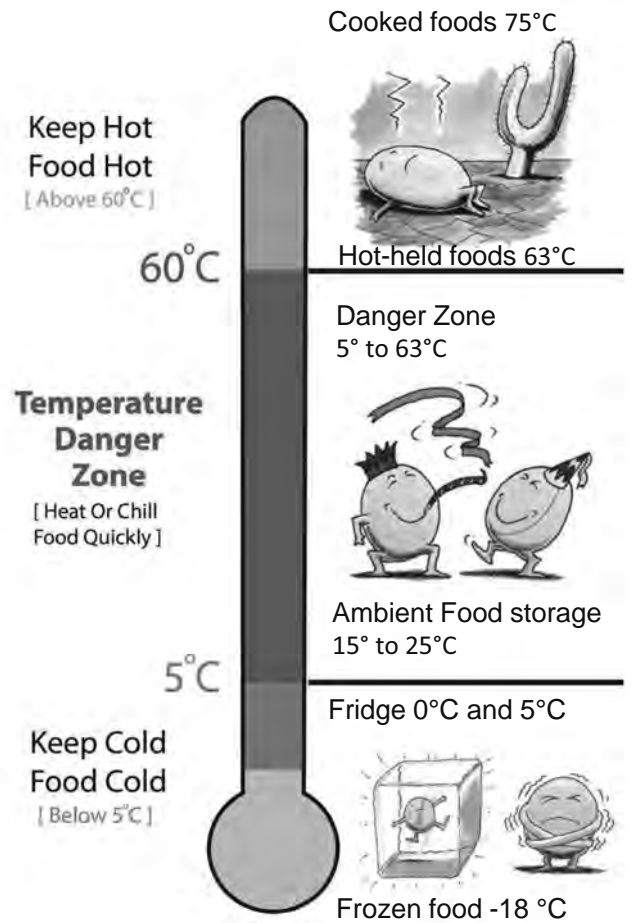 Cooked foods 75°C
Keep Hot
Food Hot
[ Above 60°C ]
60°C
Hot-held foods 63°C
Danger Zone
5° to 63°C
Temperature
Danger
Zone
[ Heat Or Chill
Food Quickly ]
Ambient Food storage
15° to 25°C
5°C
Fridge 0°C and 5°C
Keep Cold
Food Cold
[ Below 5°C ]
Frozen food -18 °C